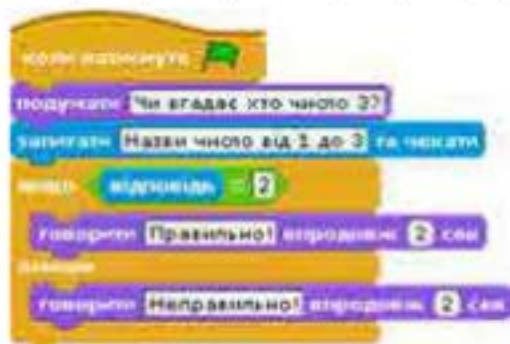 коли натиснуто
подумати Чи вгадає хто число 3?
запитати Назви число від 1 до 3 та чекати
якщо відповідь = 2
говорити Правильно! впродовж 2 сек
інакше
говорити Неправильно! впродовж 2 сек